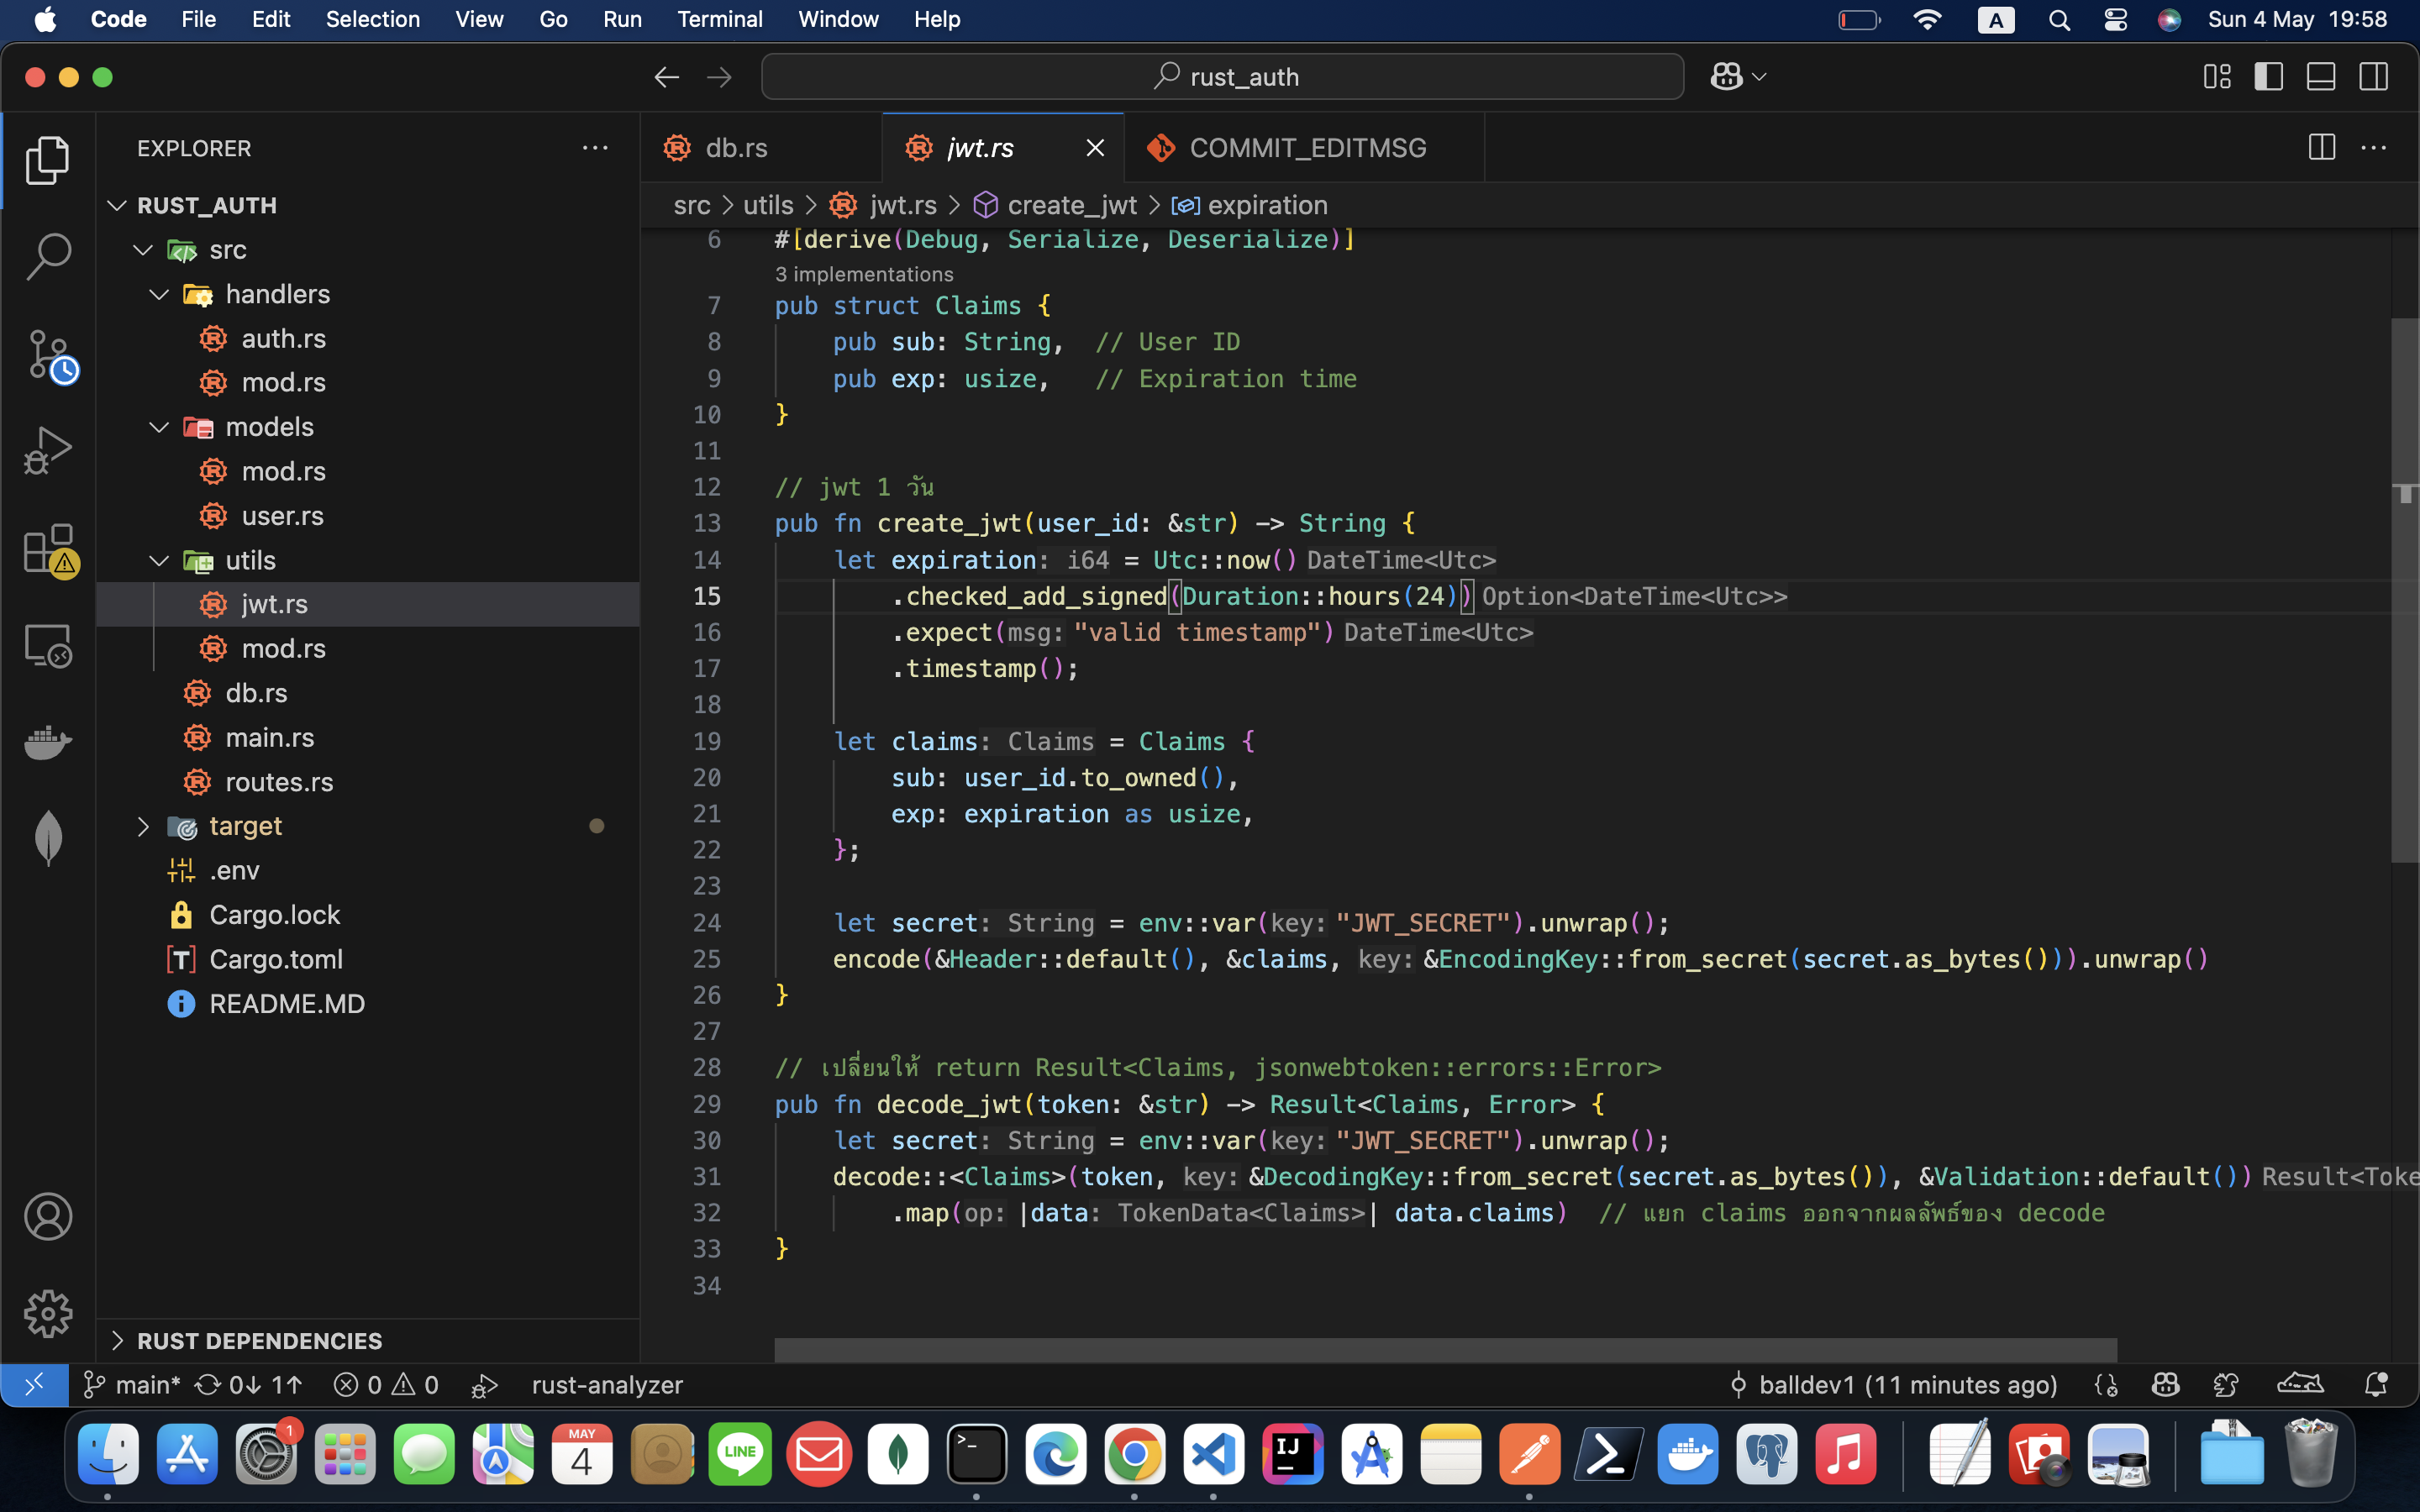 Code File Edit Selection View Go Run Terminal Window Help A Sun 4 May 19:58
rust_auth
EXPLORER
RUST_AUTH
src
handlers
auth.rs
mod.rs
models
mod.rs
user.rs
utils
jwt.rs
mod.rs
db.rs
main.rs
routes.rs
target
.env
Cargo.lock
Cargo.toml
README.MD
RUST DEPENDENCIES
db.rs jwt.rs COMMIT_EDITMSG
src > utils > jwt.rs > create_jwt > expiration
6 #[derive(Debug, Serialize, Deserialize)]
3 implementations
7 pub struct Claims {
8 pub sub: String, // User ID
9 pub exp: usize, // Expiration time
10 }
11
12 // jwt 1 วัน
13 pub fn create_jwt(user_id: &str) -> String {
14 let expiration: i64 = Utc::now() DateTime<Utc>
15 .checked_add_signed(Duration::hours(24)) Option<DateTime<Utc>>
16 .expect(msg: "valid timestamp") DateTime<Utc>
17 .timestamp();
18
19 let claims: Claims = Claims {
20 sub: user_id.to_owned(),
21 exp: expiration as usize,
22 };
23
24 let secret: String = env::var(key: "JWT_SECRET").unwrap();
25 encode(&Header::default(), &claims, key: &EncodingKey::from_secret(secret.as_bytes())).unwrap()
26 }
27
28 // เปลี่ยนให้ return Result<Claims, jsonwebtoken::errors::Error>
29 pub fn decode_jwt(token: &str) -> Result<Claims, Error> {
30 let secret: String = env::var(key: "JWT_SECRET").unwrap();
31 decode::<Claims>(token, key: &DecodingKey::from_secret(secret.as_bytes()), &Validation::default()) Result<Toke
32 .map(op: |data: TokenData<Claims>| data.claims) // แยก claims ออกจากผลลัพธ์ของ decode
33 }
34
main* 0↓ 1↑ 0 0 rust-analyzer balldev1 (11 minutes ago)
1 MAY 4 LINE IJ